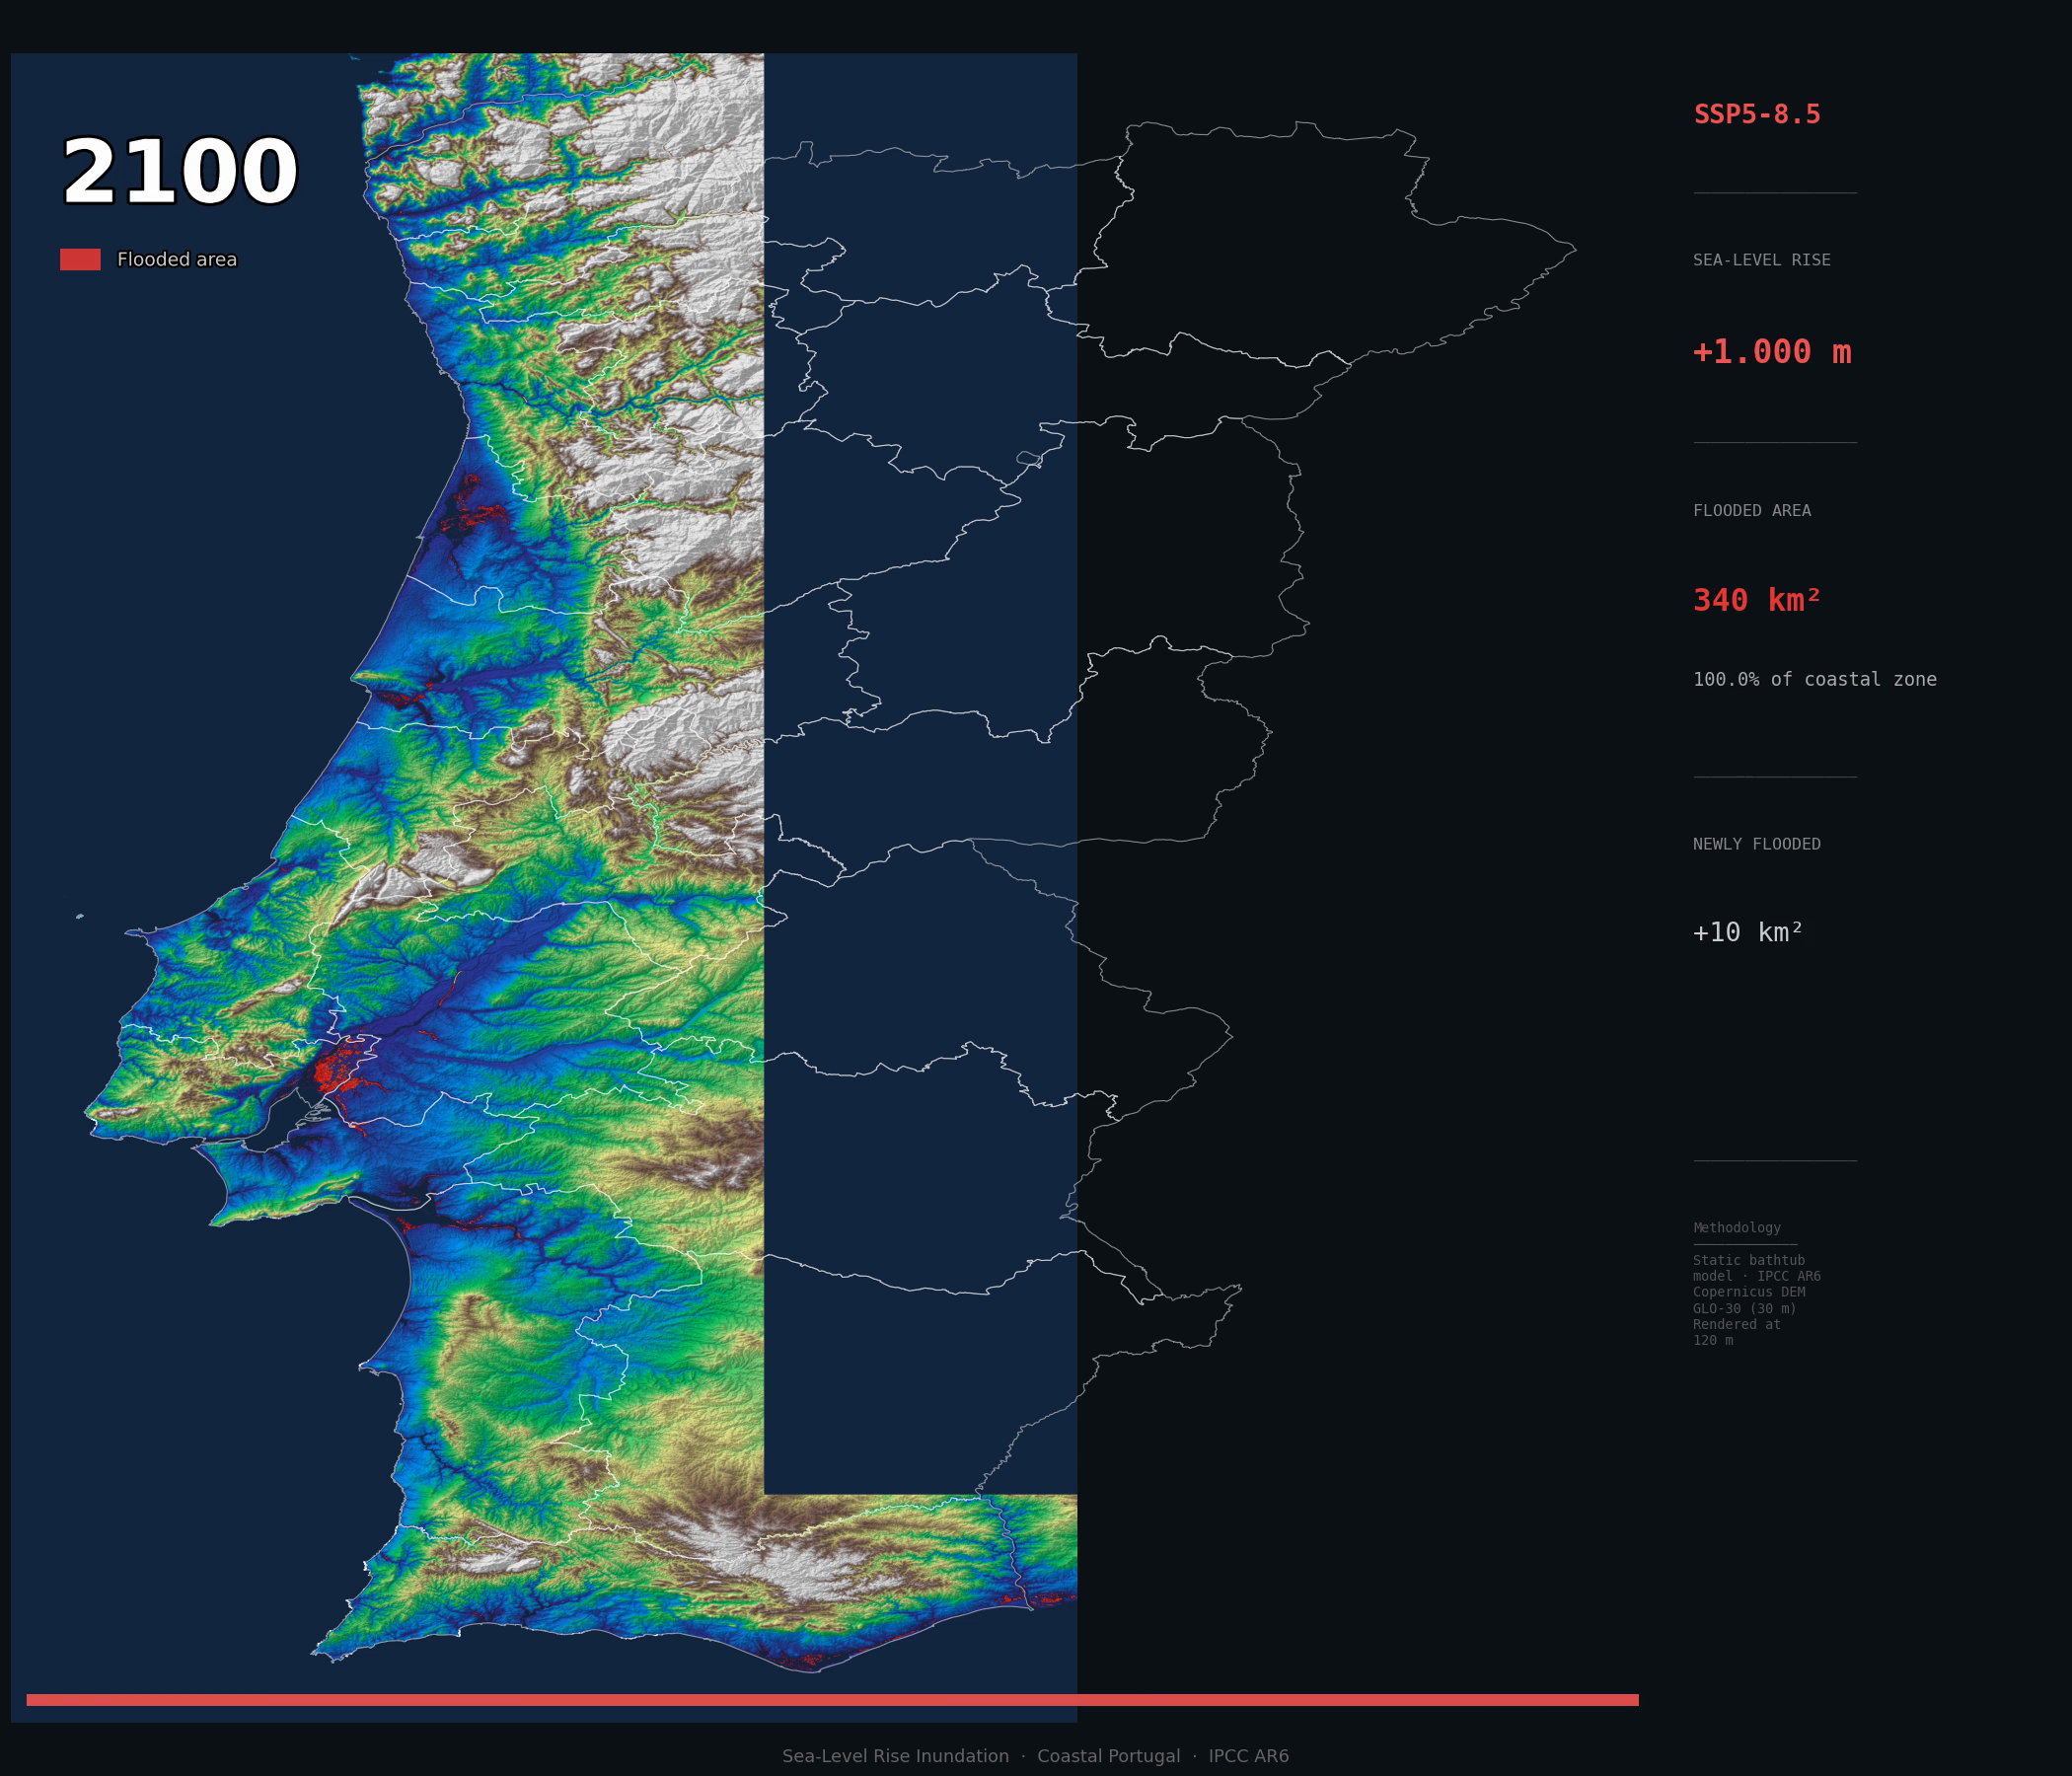 2100
Flooded area
SSP5-8.5
SEA-LEVEL RISE
+1.000 m
FLOODED AREA
340 km²
100.0% of coastal zone
NEWLY FLOODED
+10 km²
Methodology
Static bathtub
model · IPCC AR6
Copernicus DEM
GLO-30 (30 m)
Rendered at
120 m
Sea-Level Rise Inundation · Coastal Portugal · IPCC AR6